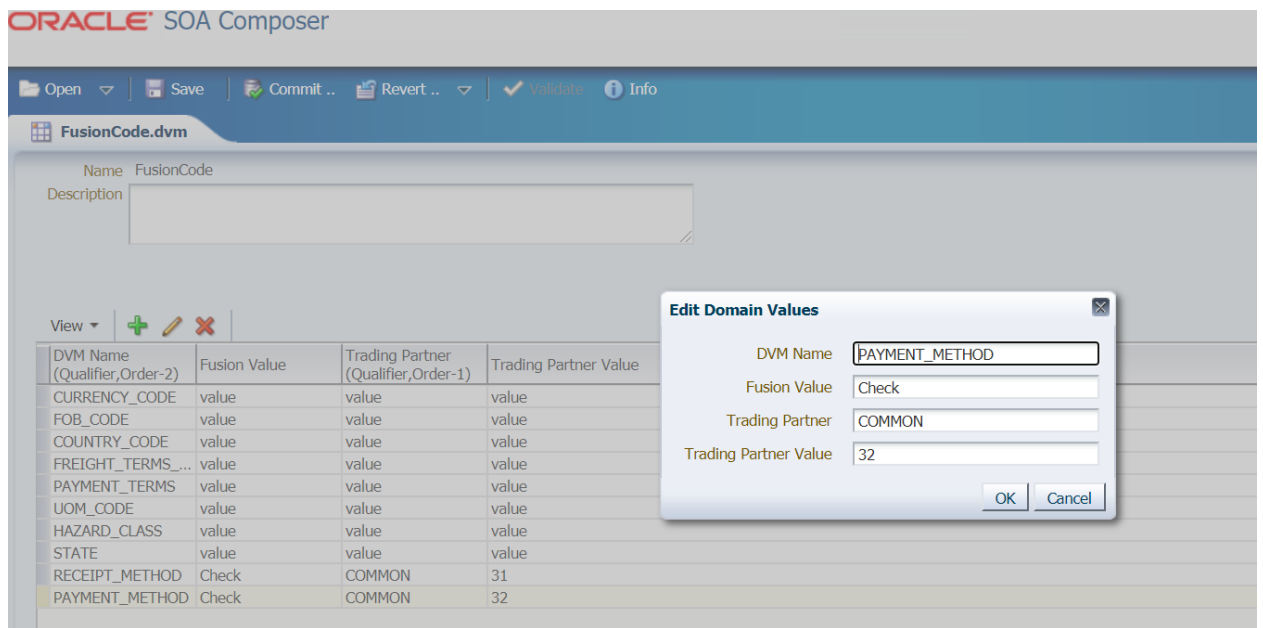 ORACLE® SOA Composer
Open Save Commit .. Revert .. Validate Info
FusionCode.dvm
Name FusionCode
Description
View
DVM Name (Qualifier,Order-2) Fusion Value Trading Partner (Qualifier,Order-1) Trading Partner Value
CURRENCY_CODE value value value
FOB_CODE value value value
COUNTRY_CODE value value value
FREIGHT_TERMS_... value value value
PAYMENT_TERMS value value value
UOM_CODE value value value
HAZARD_CLASS value value value
STATE value value value
RECEIPT_METHOD Check COMMON 31
PAYMENT_METHOD Check COMMON 32
Edit Domain Values
DVM Name PAYMENT_METHOD
Fusion Value Check
Trading Partner COMMON
Trading Partner Value 32
OK Cancel